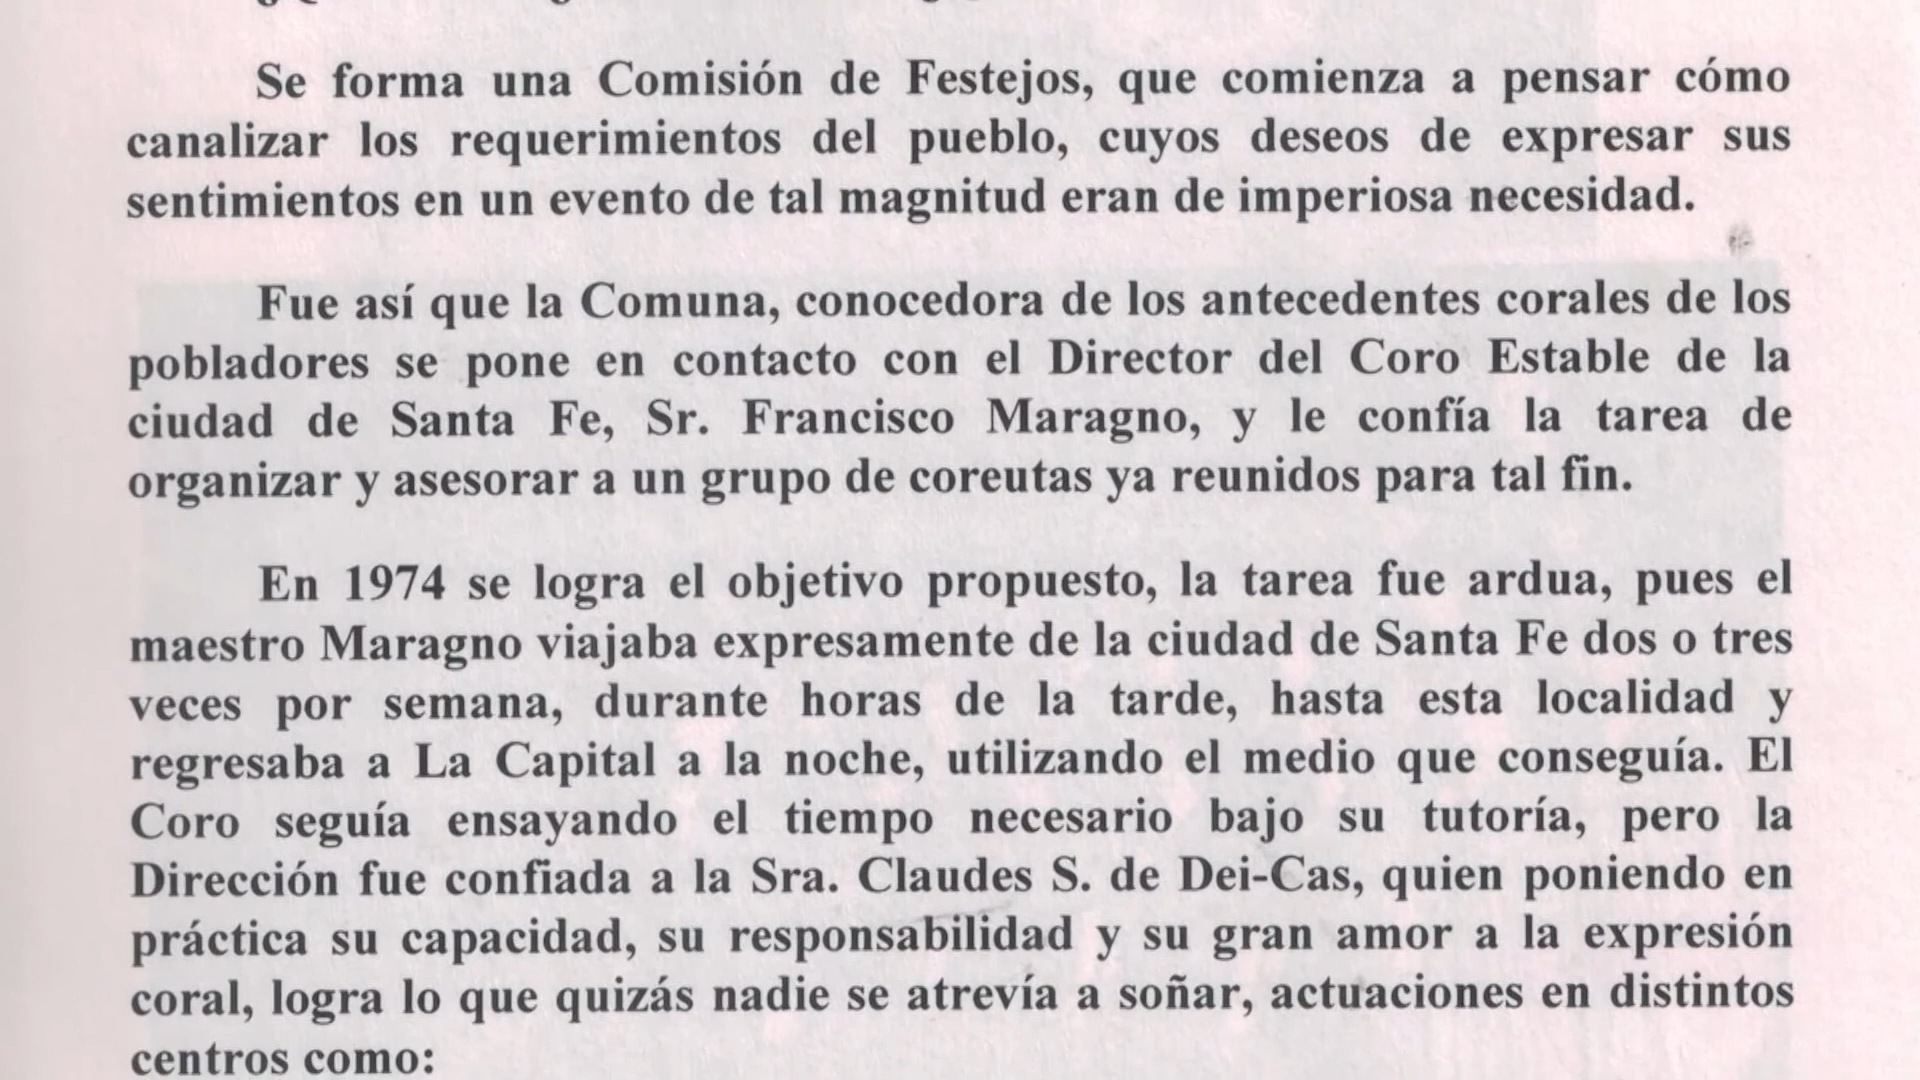 Se forma una Comisión de Festejos, que comienza a pensar cómo
canalizar los requerimientos del pueblo, cuyos deseos de expresar sus
sentimientos en un evento de tal magnitud eran de imperiosa necesidad.
Fue así que la Comuna, conocedora de los antecedentes corales de los
pobladores se pone en contacto con el Director del Coro Estable de la
ciudad de Santa Fe, Sr. Francisco Maragno, y le confía la tarea de
organizar y asesorar a un grupo de coreutas ya reunidos para tal fin.
En 1974 se logra el objetivo propuesto, la tarea fue ardua, pues el
maestro Maragno viajaba expresamente de la ciudad de Santa Fe dos o tres
veces por semana, durante horas de la tarde, hasta esta localidad y
regresaba a La Capital a la noche, utilizando el medio que conseguía. El
Coro seguía ensayando el tiempo necesario bajo su tutoría, pero la
Dirección fue confiada a la Sra. Claudes S. de Dei-Cas, quien poniendo en
práctica su capacidad, su responsabilidad y su gran amor a la expresión
coral, logra lo que quizás nadie se atrevía a soñar, actuaciones en distintos
centros como: